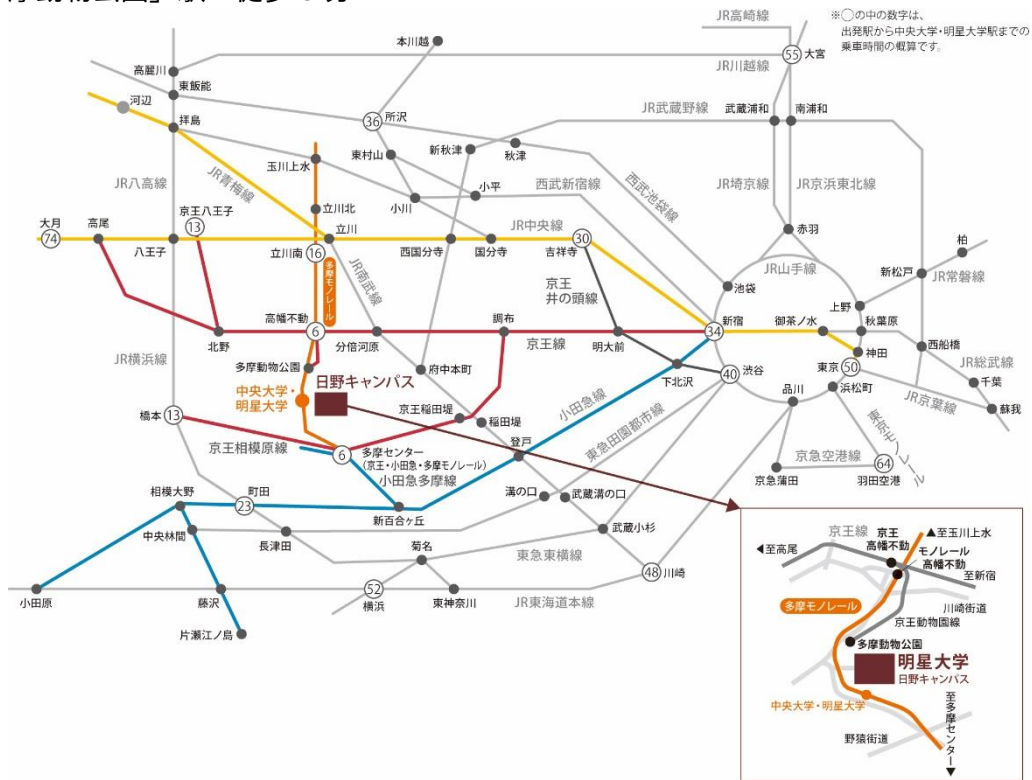 JR高崎線
※○の中の数字は、
出発駅から中央大学・明星大学駅までの
乗車時間の概算です。
本川越
55
大宮
高麗川
JR川越線
東飯能
河辺
36
所沢
JR武蔵野線
武蔵浦和
南浦和
拝島
東村山
新秋津
秋津
玉川上水
JR八高線
JR青梅線
小平
小川
西武新宿線
西武池袋線
JR埼京線
JR京浜東北線
京王八王子
13
立川北
大月
74
高尾
八王子
立川南
16
立川
JR中央線
西国分寺
国分寺
30
吉祥寺
赤羽
柏
JR山手線
新松戸
JR常磐線
多摩モノレール
JR南武線
京王
井の頭線
池袋
上野
高幡不動
6
北野
分倍河原
調布
京王線
明大前
新宿
34
御茶ノ水
秋葉原
神田
西船橋
JR総武線
JR横浜線
多摩動物公園
府中本町
下北沢
40
渋谷
東京
50
千葉
中央大学・
明星大学
日野キャンパス
品川
浜松町
JR京葉線
蘇我
橋本
13
京王稲田堤
稲田堤
小田急線
東急田園都市線
東京モノレール
京王相模原線
6
多摩センター
(京王・小田急・多摩モノレール)
小田急多摩線
登戸
京急空港線
64
京急蒲田
羽田空港
相模大野
町田
23
新百合ヶ丘
溝の口
武蔵溝の口
中央林間
長津田
菊名
東急東横線
武蔵小杉
48
川崎
小田原
藤沢
52
横浜
東神奈川
JR東海道本線
片瀬江ノ島
京王線
京王
高幡不動
▲至玉川上水
◀至高尾
モノレール
高幡不動
至新宿
多摩モノレール
川崎街道
京王動物園線
多摩動物公園
明星大学
日野キャンパス
中央大学・明星大学
野猿街道
至多摩センター▼